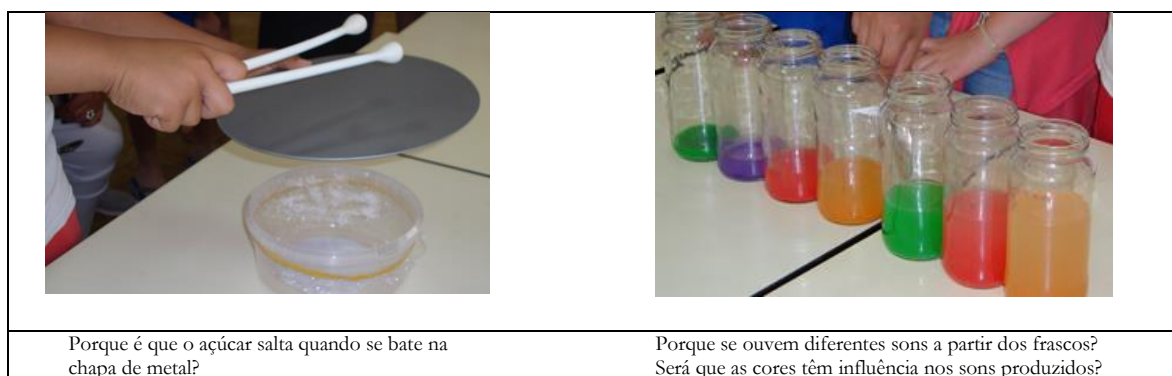 Porque é que o açúcar salta quando se bate na
chapa de metal?
Porque se ouvem diferentes sons a partir dos frascos?
Será que as cores têm influência nos sons produzidos?